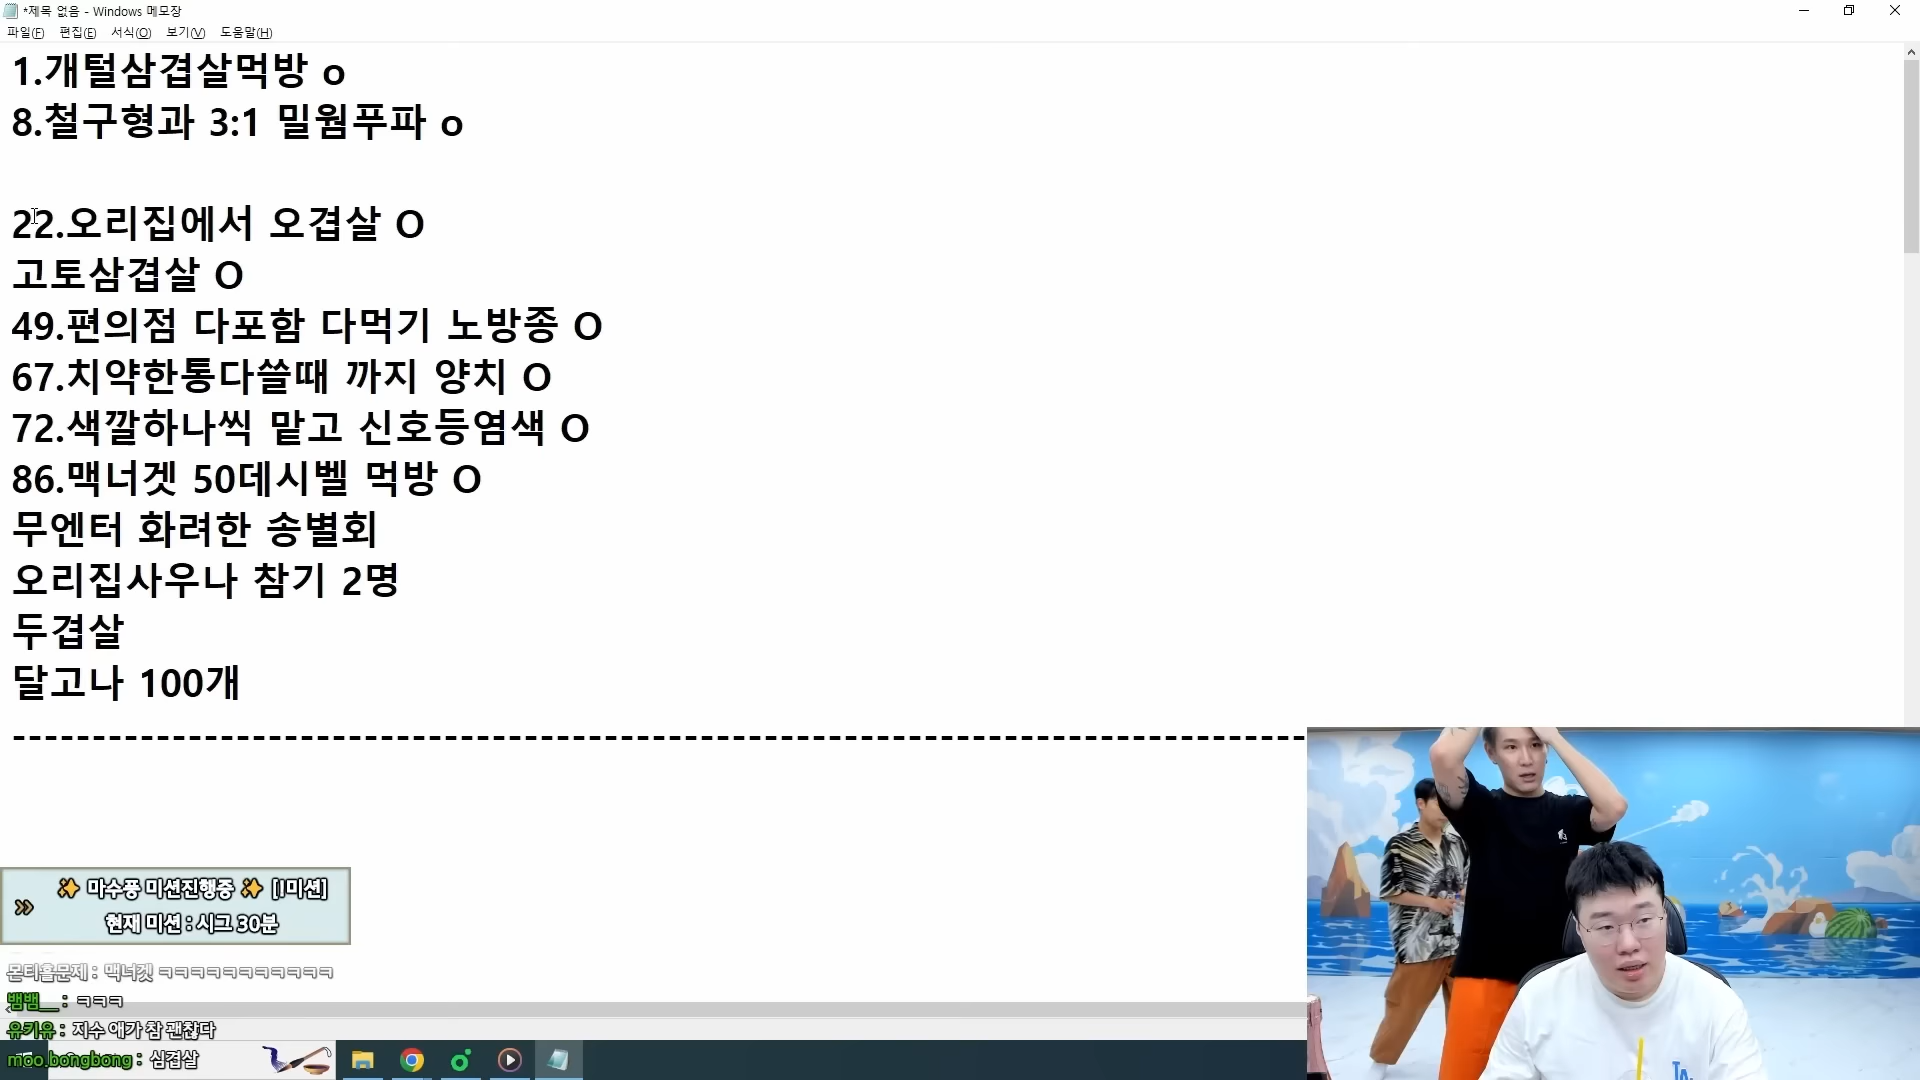 *제목 없음 - Windows 메모장
파일(F) 편집(E) 서식(O) 보기(V) 도움말(H)
1.개털삼겹살먹방 o
8.철구형과 3:1 밀웜푸파 o
22.오리집에서 오겹살 O
고토삼겹살 O
49.편의점 다포함 다먹기 노방종 O
67.치약한통다쓸때 까지 양치 O
72.색깔하나씩 맡고 신호등염색 O
86.맥너겟 50데시벨 먹방 O
무엔터 화려한 송별회
오리집사우나 참기 2명
두겹살
달고나 100개
--------------------------------------------------------------------------------
>> ✨ 마수퐁 미션진행중 ✨ [!미션]
현재 미션 : 시그 30분
몬티홀문제 : 맥너겟 ㅋㅋㅋㅋㅋㅋㅋㅋㅋㅋㅋ
뱀뱀__ : ㅋㅋㅋ
유키유 : 지수 애가 참 괜찮다
moo.bongbong : 심겹살